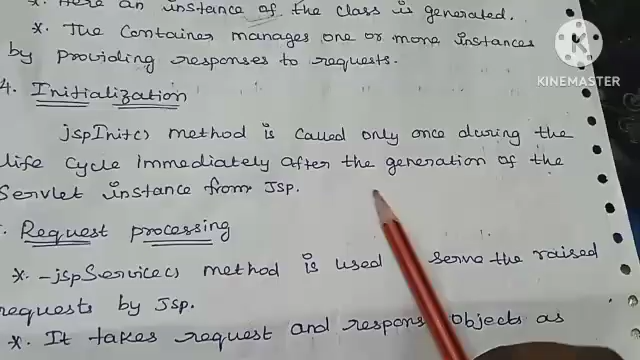 *. Here an instance of the class is generated.
*. The Container manages one or more instances
by providing responses to requests.
KINEMASTER
4. Initialization
jspInit() method is called only once during the
life cycle immediately after the generation of the
Servlet instance from Jsp.
. Request processing
*. -jspService() method is used serve the raised
requests by Jsp.
*. It takes request and respons objects as